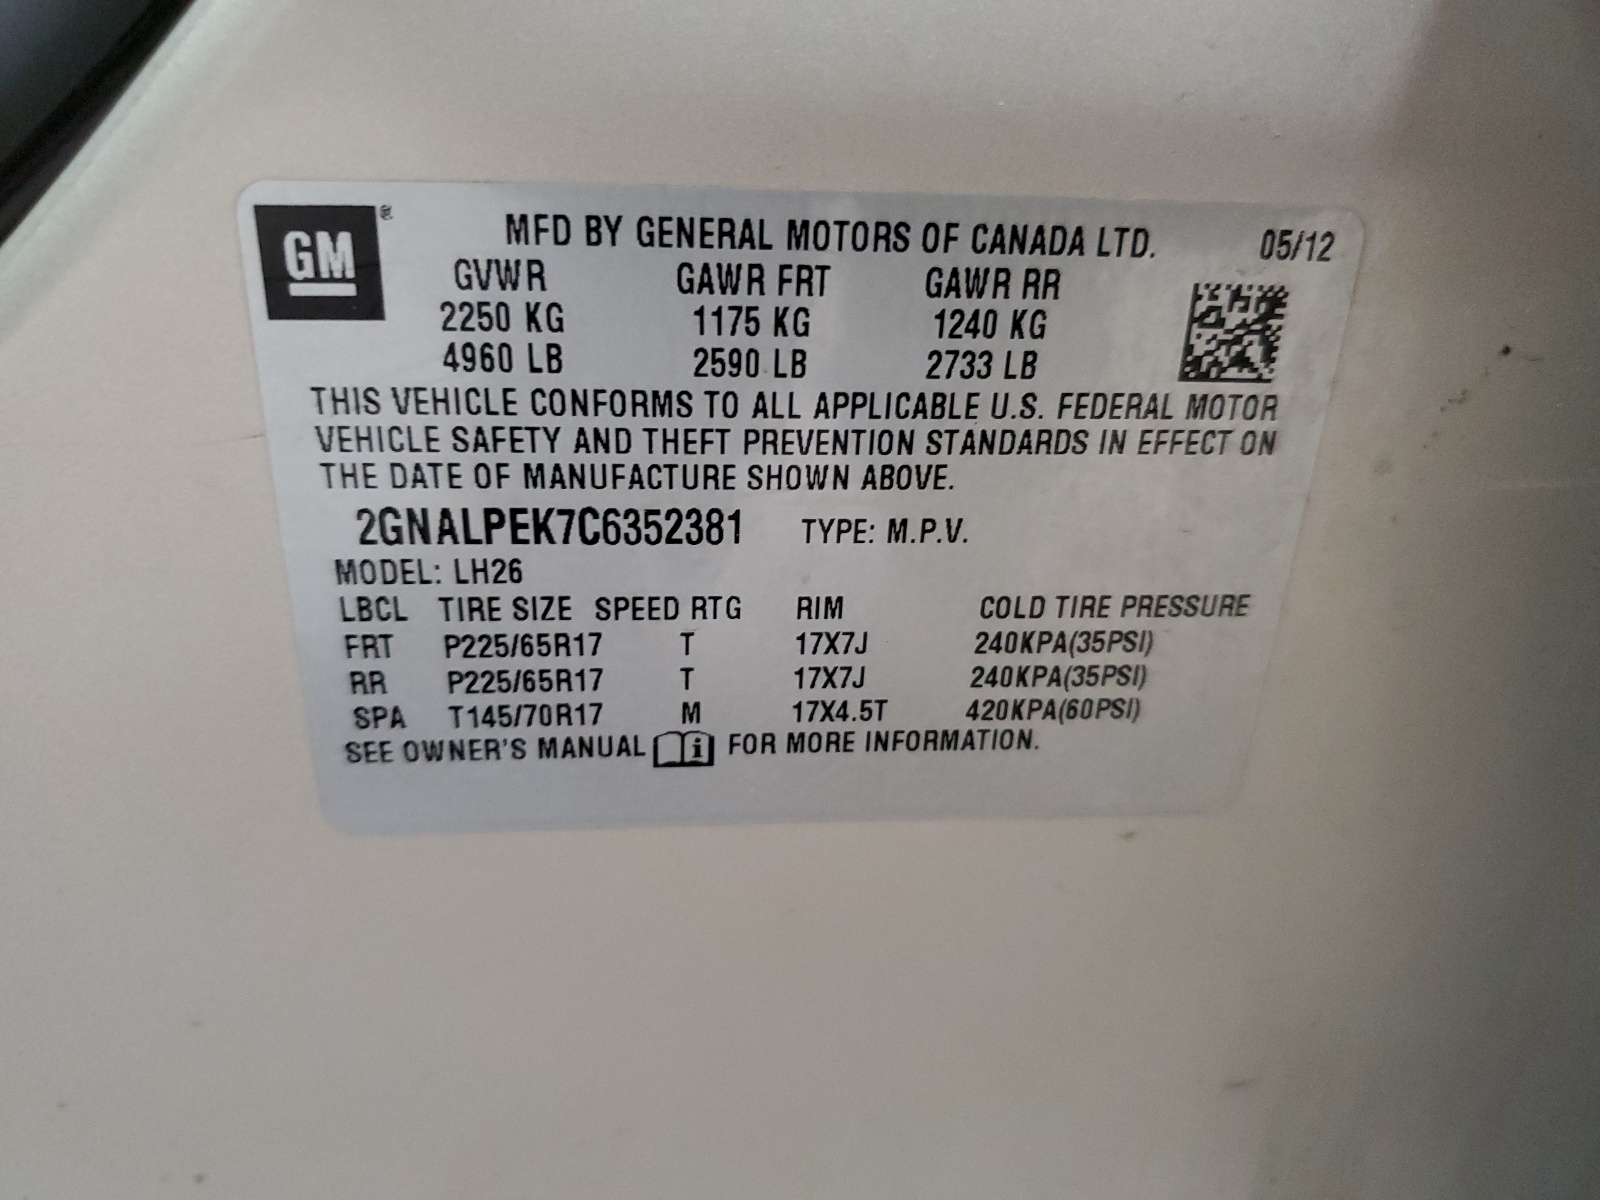 GM ®
MFD BY GENERAL MOTORS OF CANADA LTD. 05/12
GVWR GAWR FRT GAWR RR
2250 KG 1175 KG 1240 KG
4960 LB 2590 LB 2733 LB
THIS VEHICLE CONFORMS TO ALL APPLICABLE U.S. FEDERAL MOTOR
VEHICLE SAFETY AND THEFT PREVENTION STANDARDS IN EFFECT ON
THE DATE OF MANUFACTURE SHOWN ABOVE.
2GNALPEK7C6352381 TYPE: M.P.V.
MODEL: LH26
LBCL TIRE SIZE SPEED RTG RIM COLD TIRE PRESSURE
FRT P225/65R17 T 17X7J 240KPA(35PSI)
RR P225/65R17 T 17X7J 240KPA(35PSI)
SPA T145/70R17 M 17X4.5T 420KPA(60PSI)
SEE OWNER'S MANUAL i FOR MORE INFORMATION.